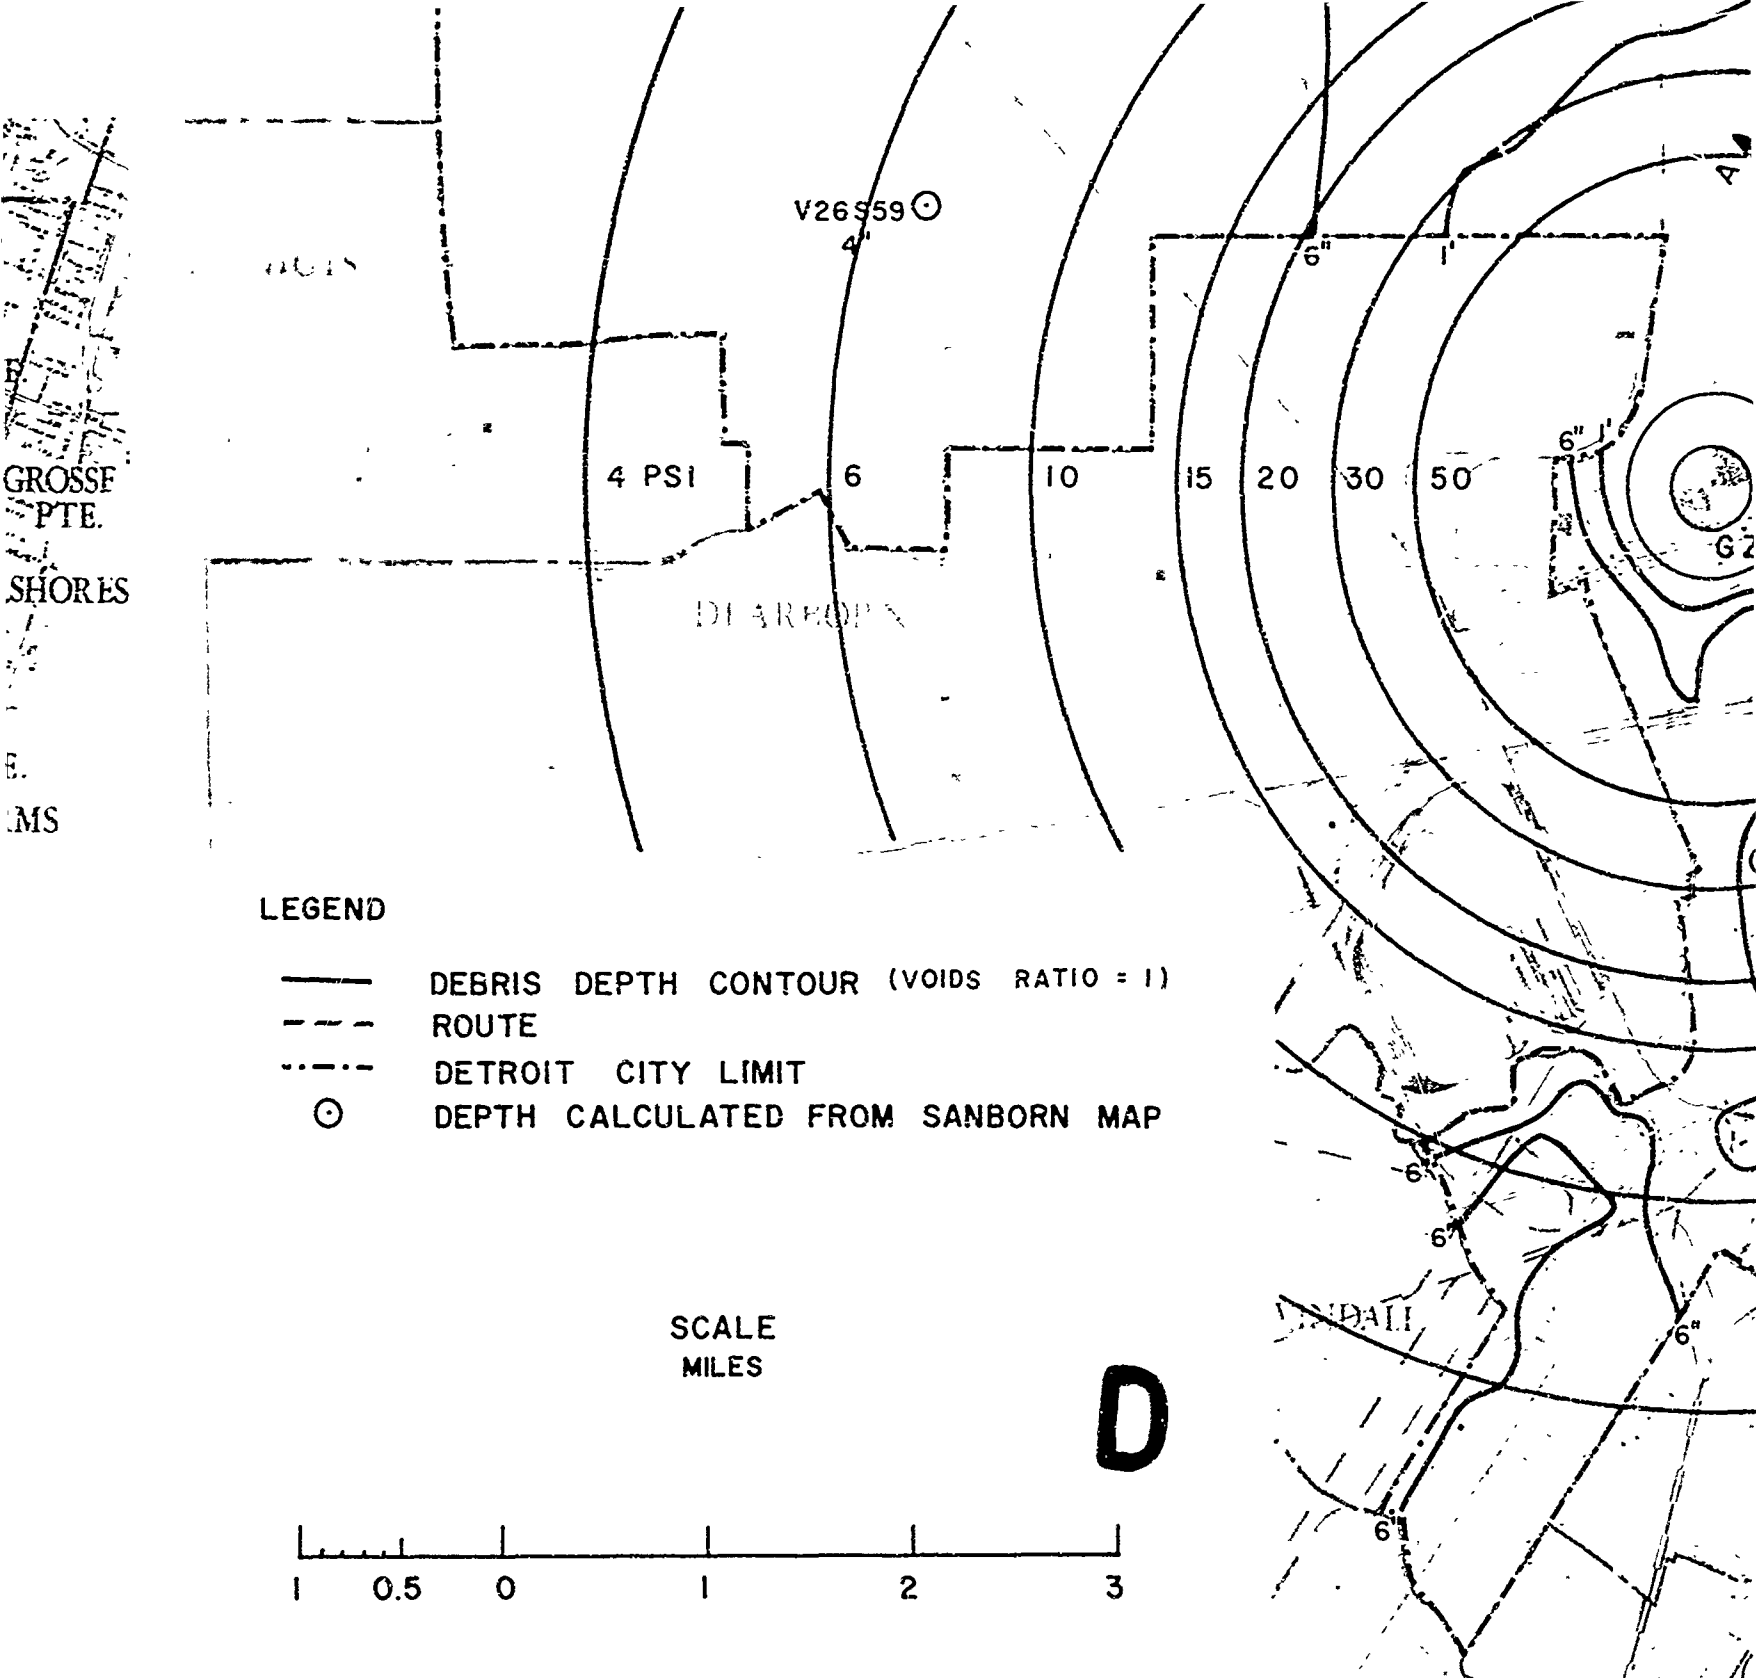 A
V26S59
4"
6"
1'
GROSSE
PTE.
SHORES
6" 1'
4 PSI 6 10 15 20 30 50
GZ
DEARBORN
E.
LEGEND
DEBRIS DEPTH CONTOUR (VOIDS RATIO = 1)
ROUTE
DETROIT CITY LIMIT
DEPTH CALCULATED FROM SANBORN MAP
6"
6"
6"
6"
SCALE
MILES
D
1 0.5 0 1 2 3